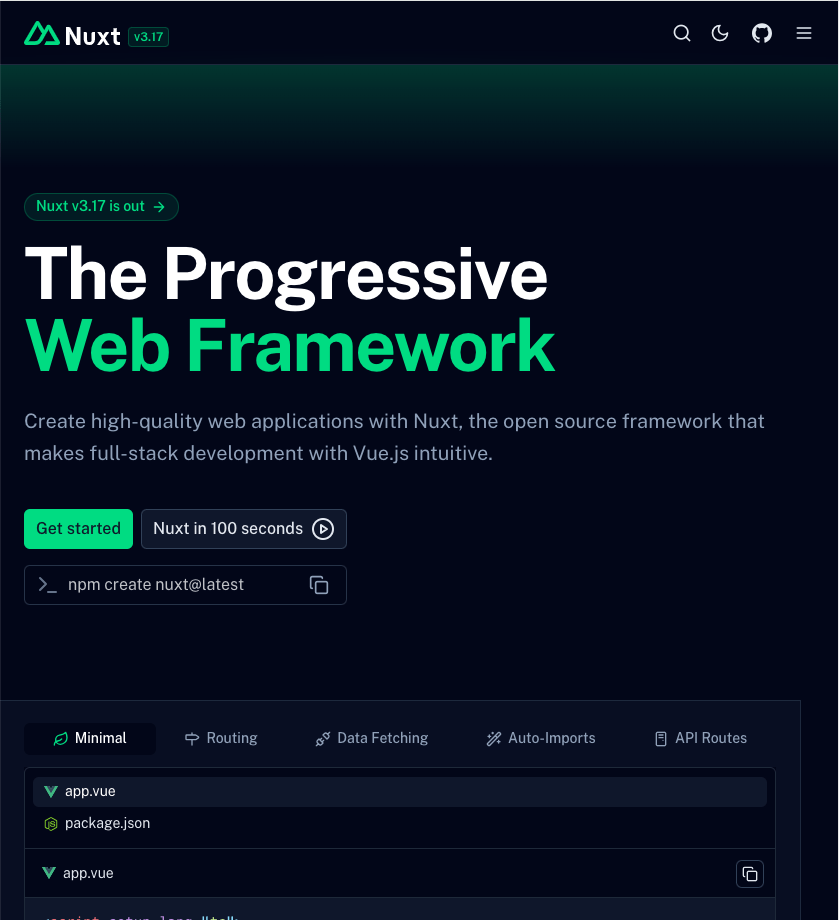 Nuxt v3.17
Nuxt v3.17 is out →
The Progressive
Web Framework
Create high-quality web applications with Nuxt, the open source framework that
makes full-stack development with Vue.js intuitive.
Get started Nuxt in 100 seconds
npm create nuxt@latest
Minimal Routing Data Fetching Auto-Imports API Routes
app.vue
package.json
app.vue